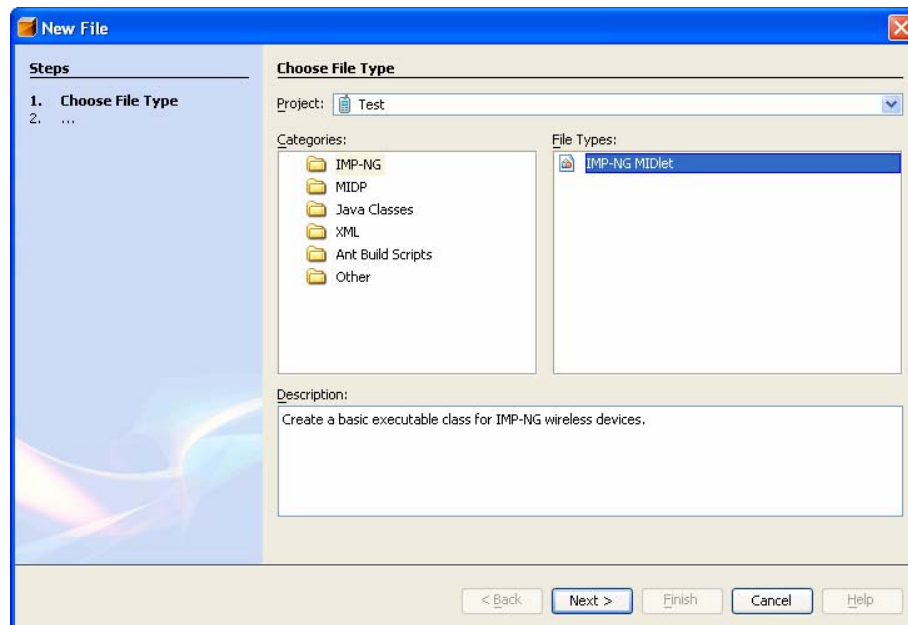 New File
Steps
1. Choose File Type
2. ...
Choose File Type
Project: Test
Categories:
IMP-NG
MIDP
Java Classes
XML
Ant Build Scripts
Other
File Types:
IMP-NG MIDlet
Description:
Create a basic executable class for IMP-NG wireless devices.
< Back Next > Finish Cancel Help